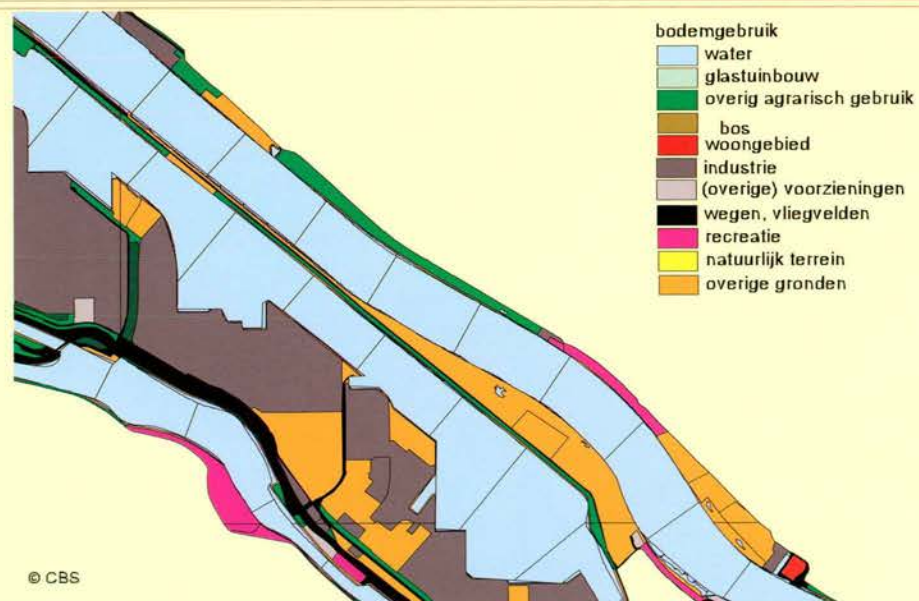 bodemgebruik
water
glastuinbouw
overig agrarisch gebruik
bos
woongebied
industrie
(overige) voorzieningen
wegen, vliegvelden
recreatie
natuurlijk terrein
overige gronden
© CBS